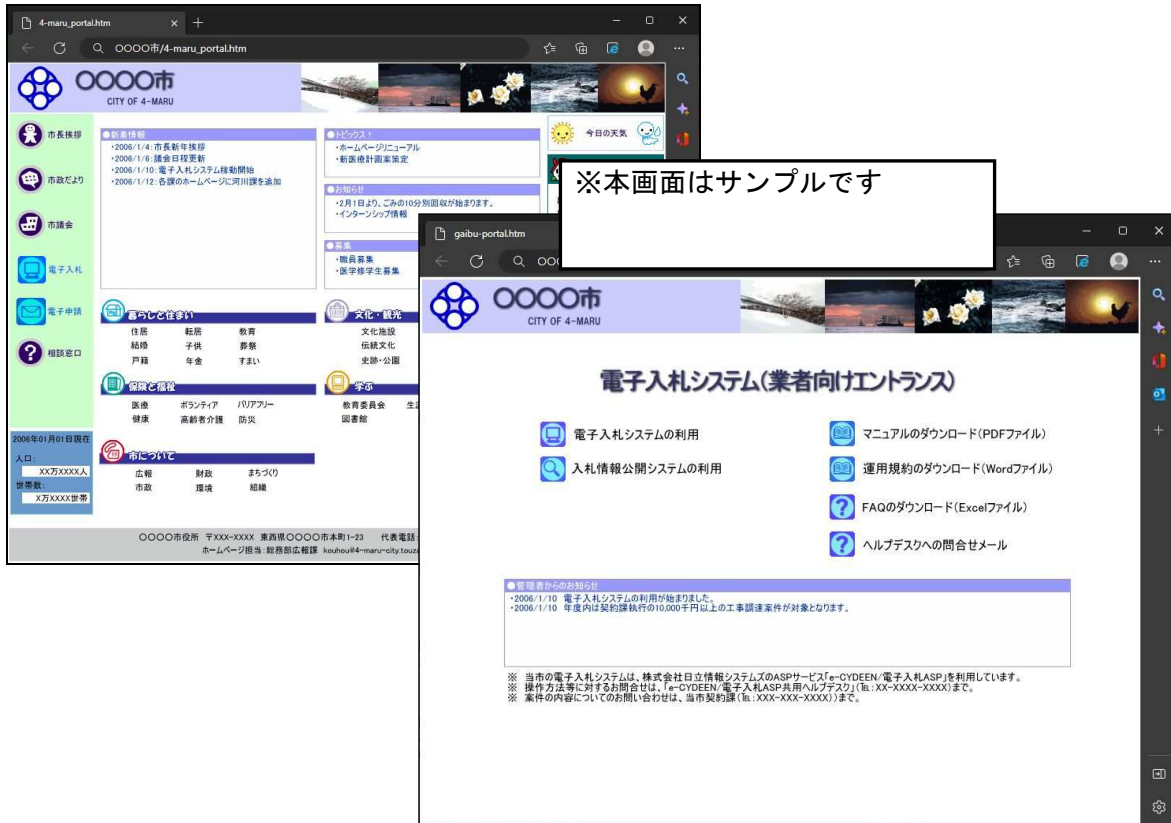 4-maru_portal.htm
〇〇〇〇市/4-maru_portal.htm
〇〇〇〇市
CITY OF 4-MARU
市長挨拶
市政だより
市議会
電子入札
電子申請
相談窓口
2006年01月01日現在
人口:
XX万XXXX人
世帯数:
X万XXXX世帯
●新着情報
・2006/1/4:市長新年挨拶
・2006/1/6:議会日程更新
・2006/1/10:電子入札システム稼動開始
・2006/1/12:各課のホームページに河川課を追加
●トピックス!
・ホームページリニューアル
・新医療計画案策定
●お知らせ
・2月1日より、ごみの10分別回収が始まります。
・インターンシップ情報
●募集
・職員募集
・医学修学生募集
今日の天気
暮らしと住まい
住居 転居 教育
結婚 子供 葬祭
戸籍 年金 すまい
文化・観光
文化施設
伝統文化
史跡・公園
保険と福祉
医療 ボランティア バリアフリー
健康 高齢者介護 防災
学ぶ
教育委員会
図書館
市について
広報 財政 まちづくり
市政 環境 組織
〇〇〇〇市役所 〒XXX-XXXX 東西県〇〇〇〇市本町1-23 代表電話:
ホームページ担当:総務部広報課 kouhou@4-maru-city.touza
※本画面はサンプルです
gaibu-portal.htm
〇〇〇〇市
CITY OF 4-MARU
電子入札システム(業者向けエントランス)
電子入札システムの利用
入札情報公開システムの利用
マニュアルのダウンロード(PDFファイル)
運用規約のダウンロード(Wordファイル)
FAQのダウンロード(Excelファイル)
ヘルプデスクへの問合せメール
●管理者からのお知らせ
・2006/1/10 電子入札システムの利用が始まりました。
・2006/1/10 年度内は契約課執行の10,000千円以上の工事調達案件が対象となります。
※ 当市の電子入札システムは、株式会社日立情報システムズのASPサービス「e-CYDEEN/電子入札ASP」を利用しています。
※ 操作方法等に対するお問合せは、「e-CYDEEN/電子入札ASP共用ヘルプデスク」(℡:XX-XXXX-XXXX)まで。
※ 案件の内容についてのお問い合わせは、当市契約課(℡:XXX-XXX-XXXX))まで。